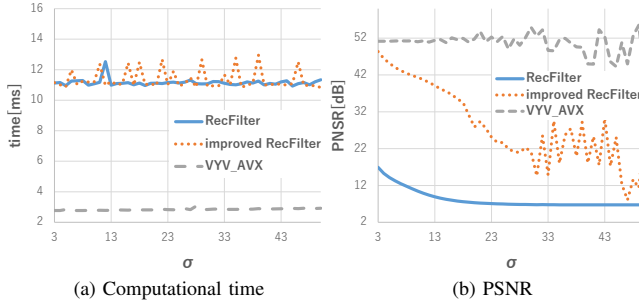 16
14
12
10
8
6
4
2
time[ms]
RecFilter
improved RecFilter
VYV_AVX
3 13 23 33 43
σ
(a) Computational time
52
42
32
22
12
2
PNSR[dB]
RecFilter
improved RecFilter
VYV_AVX
3 13 23 33 43
σ
(b) PSNR